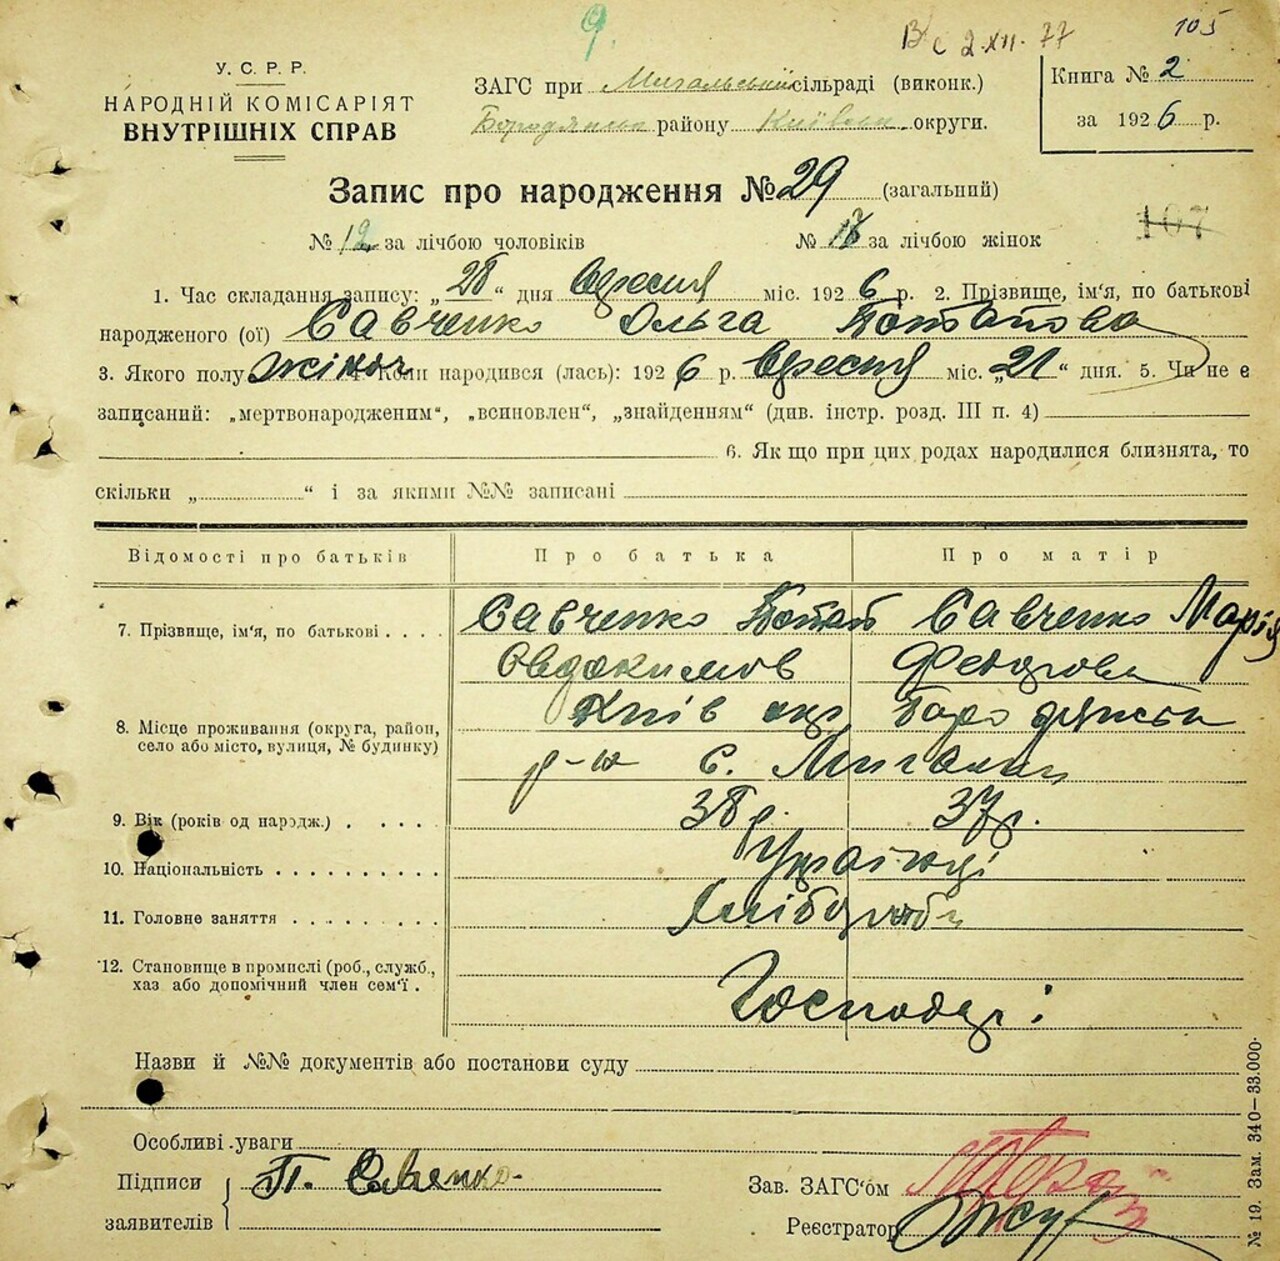 9.
Вс 2.XII.77
105
У. С. Р. Р.
НАРОДНІЙ КОМІСАРІЯТ
ВНУТРІШНІХ СПРАВ
ЗАГС при Мигальській сільраді (виконк.)
Бородянськ району Київськ. округи.
Книга № 2
за 1926 р.
Запис про народження № 29 (загальний)
№ 12 за лічбою чоловіків № 17 за лічбою жінок
107
1. Час складання запису: „28“ дня Вересня міс. 1926 р. 2. Прізвище, ім'я, по батькові
народженого (ої) Савченко Ольга Потапова
3. Якого полу жіноч 4. Коли народився (лась): 1926 р. Вересня міс. „21“ дня. 5. Чи не є
записаний: „мертвонародженим“, „всиновлен“, „знайденням“ (див. інстр. розд. III п. 4)
6. Як що при цих родах народилися близнята, то
скільки „ “ і за якими №№ записані
Відомості про батьків Про батька Про матір
7. Прізвище, ім'я, по батькові . . . . Савченко Потап Савченко Марія
Овдокимов Федорова
8. Місце проживання (округа, район, село або місто, вулиця, № будинку) Київ окр Бородянськ
р-н с. Мигалки
9. Вік (років од народж.) . . . . . 38 р. 37 р.
10. Національність . . . . . . . . . . Українці
11. Головне заняття . . . . . . . . . Хлібороби
12. Становище в промислі (роб., служб., хаз або допомічний член сем'ї . Господарі
Назви й №№ документів або постанови суду
Особливі уваги
Підписи П. Савченко
заявителів
Зав. ЗАГС'ом
Реєстратор
№ 19. Зам. 340—33.000.